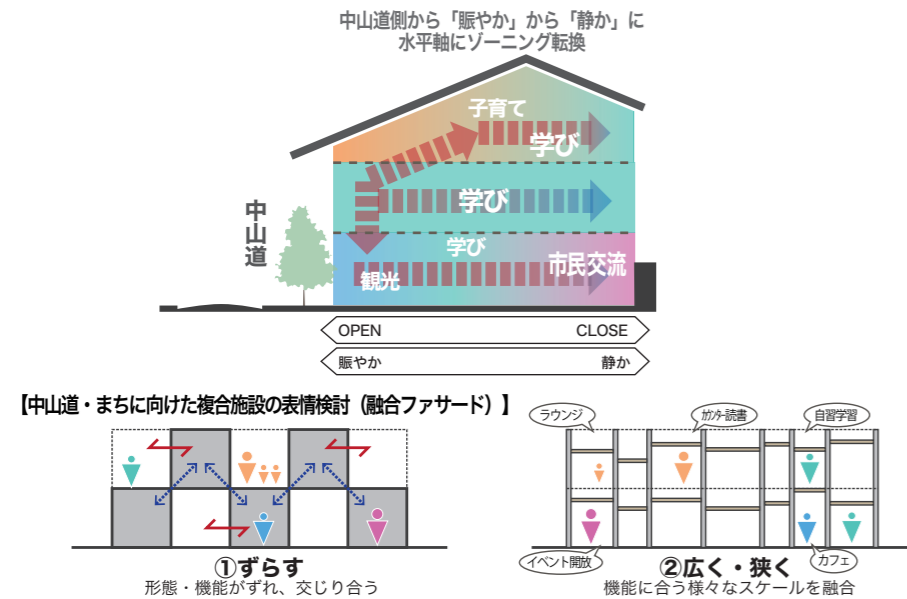 中山道側から「賑やか」から「静か」に
水平軸にゾーニング転換
子育て
学び
学び
中山道
学び
市民交流
観光
OPEN
CLOSE
賑やか
静か
【中山道・まちに向けた複合施設の表情検討（融合ファサード）】
ラウンジ
カウンター読書
自習学習
イベント開放
カフェ
①ずらす
形態・機能がずれ、交じり合う
②広く・狭く
機能に合う様々なスケールを融合